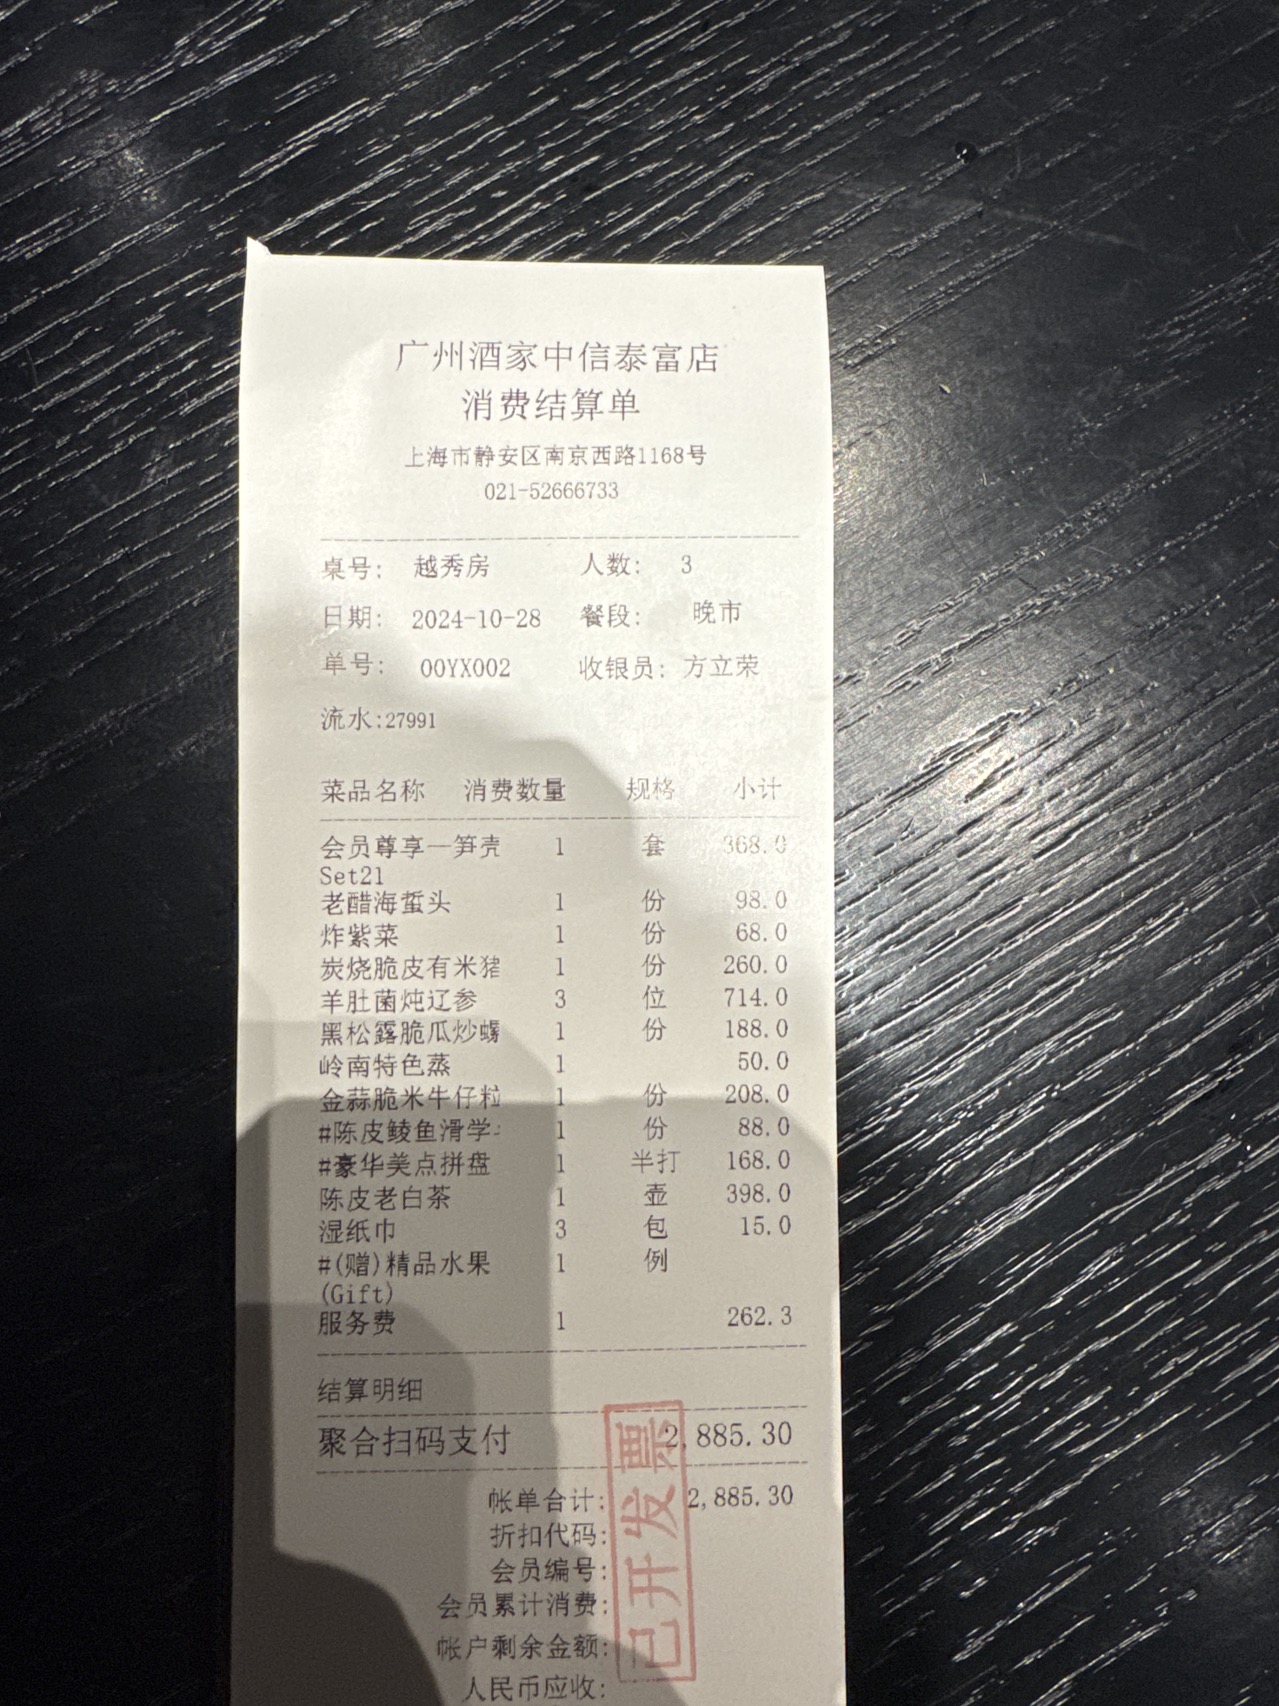 广州酒家中信泰富店
消费结算单
上海市静安区南京西路1168号
021-52666733
桌号: 越秀房 人数: 3
日期: 2024-10-28 餐段: 晚市
单号: 00YX002 收银员: 方立荣
流水:27991
菜品名称 消费数量 规格 小计
会员尊享一笋壳 1 套 368.0
Set21
老醋海蜇头 1 份 98.0
炸紫菜 1 份 68.0
炭烧脆皮有米猪 1 份 260.0
羊肚菌炖辽参 3 位 714.0
黑松露脆瓜炒螺 1 份 188.0
岭南特色蒸 1 50.0
金蒜脆米牛仔粒 1 份 208.0
#陈皮鲮鱼滑学 1 份 88.0
#豪华美点拼盘 1 半打 168.0
陈皮老白茶 1 壶 398.0
湿纸巾 3 包 15.0
#(赠)精品水果 1 例
(Gift)
服务费 1 262.3
结算明细
聚合扫码支付 2,885.30
帐单合计: 2,885.30
折扣代码:
会员编号:
会员累计消费:
帐户剩余金额:
人民币应收:
已开发票